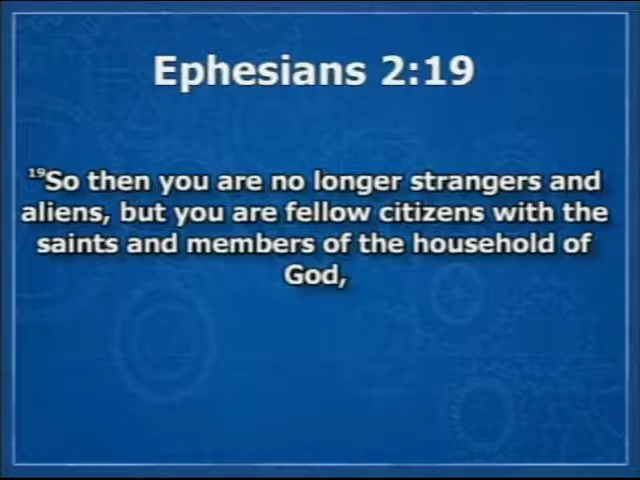 Ephesians 2:19
¹⁹So then you are no longer strangers and
aliens, but you are fellow citizens with the
saints and members of the household of
God,